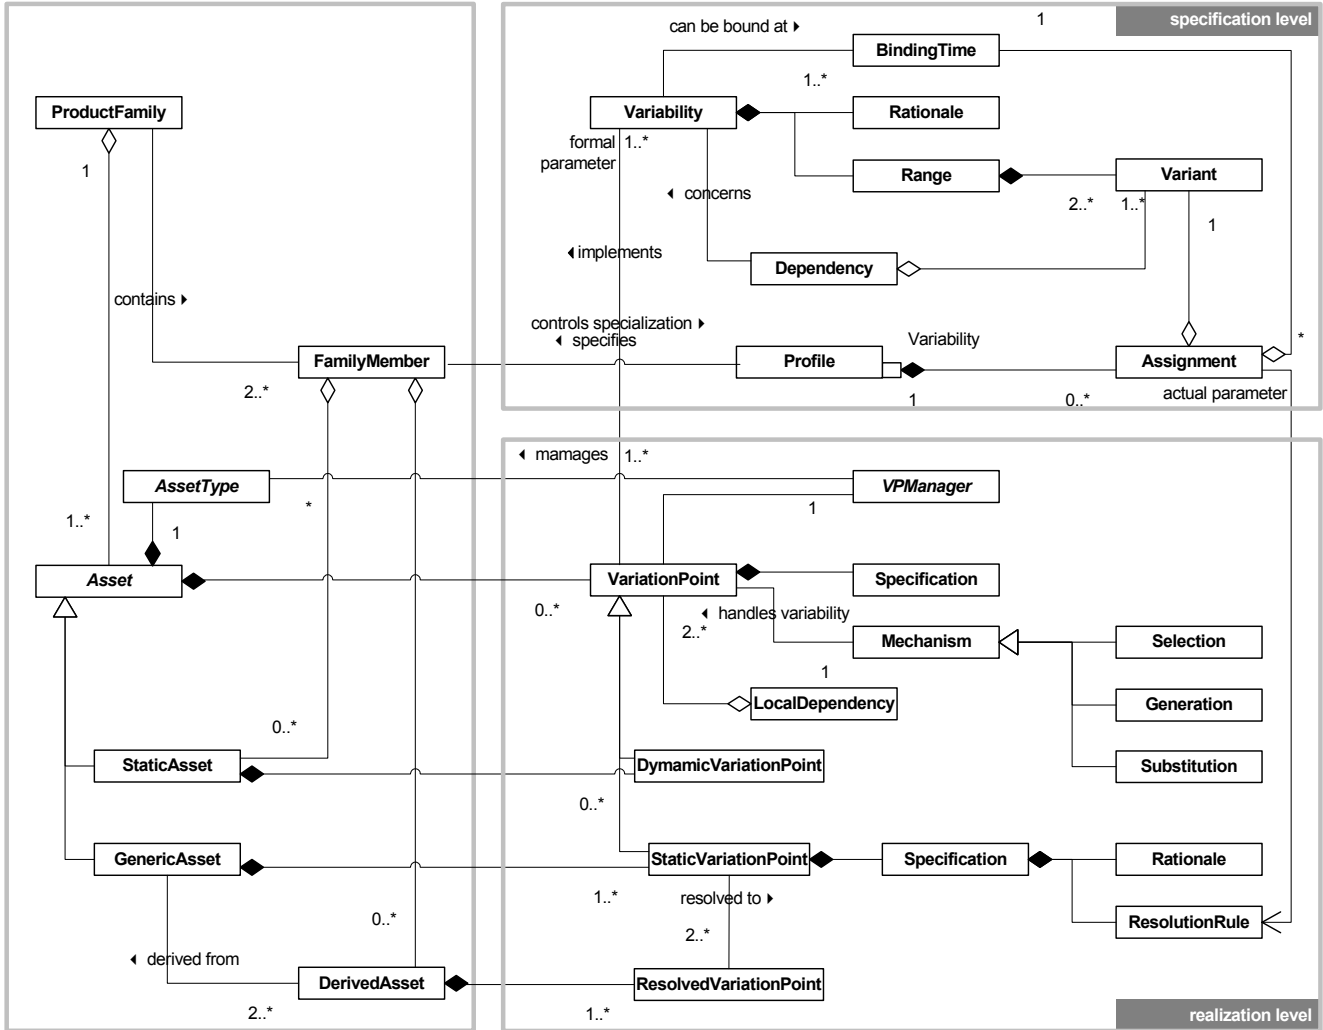 1
specification level
can be bound at
BindingTime
1..*
ProductFamily
Variability
Rationale
formal
parameter
1..*
1
Range
Variant
concerns
2..*
1..*
1
implements
Dependency
contains
controls specialization
specifies
Variability
*
FamilyMember
Profile
Assignment
2..*
1
0..*
actual parameter
mamages
1..*
AssetType
VPManager
*
1
1..*
1
Asset
VariationPoint
Specification
0..*
handles variability
2..*
Mechanism
Selection
1
LocalDependency
Generation
0..*
StaticAsset
DymamicVariationPoint
Substitution
0..*
GenericAsset
StaticVariationPoint
Specification
Rationale
1..*
resolved to
0..*
2..*
ResolutionRule
derived from
DerivedAsset
ResolvedVariationPoint
2..*
1..*
realization level